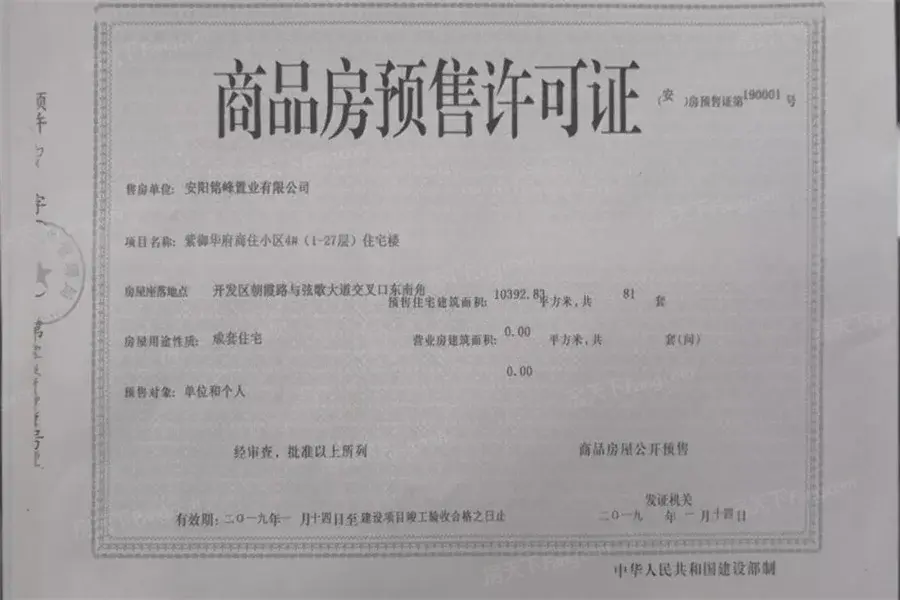 商品房预售许可证
（安）房预售证第190001号
售房单位：安阳铭峰置业有限公司
项目名称：紫御华府高住小区4#（1-27层）住宅楼
房屋座落地点 开发区朝霞路与弦歌大道交叉口东南角
预售住宅建筑面积：10392.83平方米，共 81 套
房屋用途性质：成套住宅
营业房建筑面积：0.00 平方米，共 套（间）
0.00
预售对象：单位和个人
经审查，批准以上所列 商品房屋公开预售
发证机关
有效期：二〇一九年一月十四日至建设项目竣工验收合格之日止
二〇一九年一月十四日
中华人民共和国建设部制